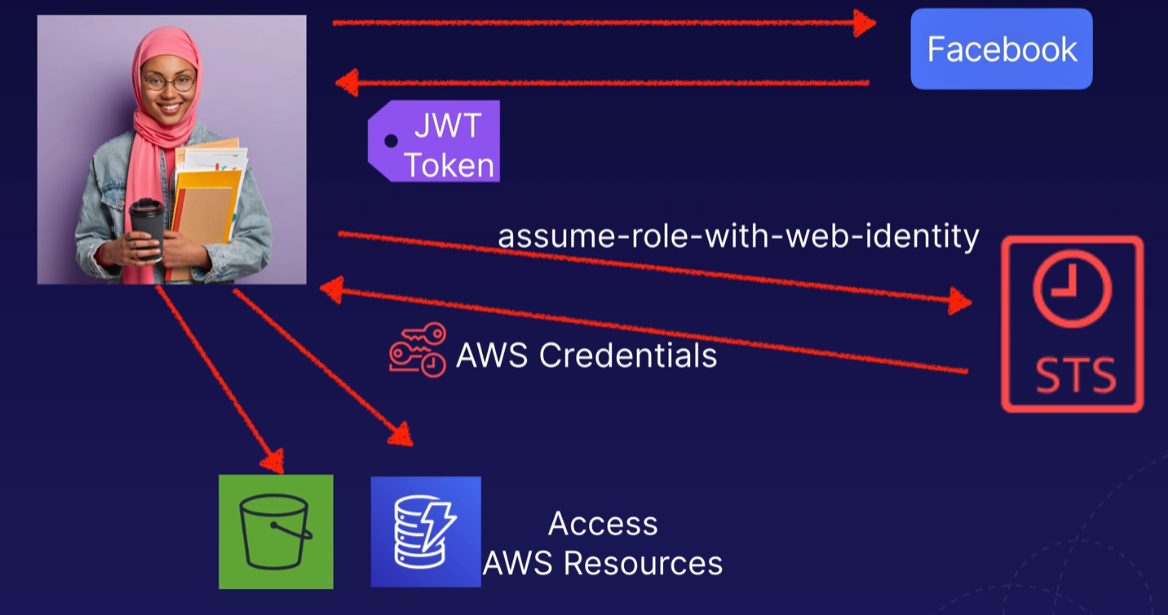 Facebook
JWT
Token
assume-role-with-web-identity
AWS Credentials
STS
Access
AWS Resources